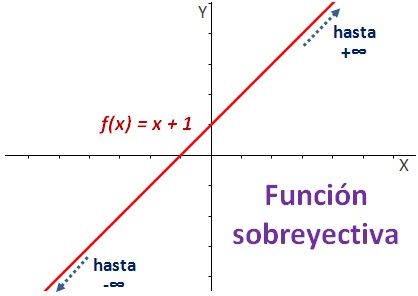 Y
hasta
+∞
f(x) = x + 1
X
Función
sobreyectiva
hasta
-∞